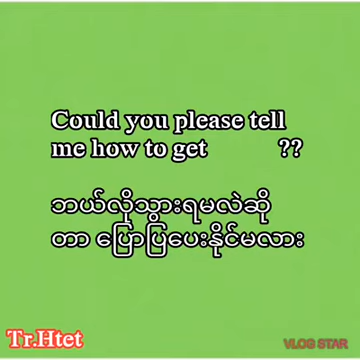 Could you please tell
me how to get ??
ဘယ်လိုသွားရမလဲဆို
တာ ပြောပြပေးနိုင်မလား
Tr.Htet
VLOG STAR